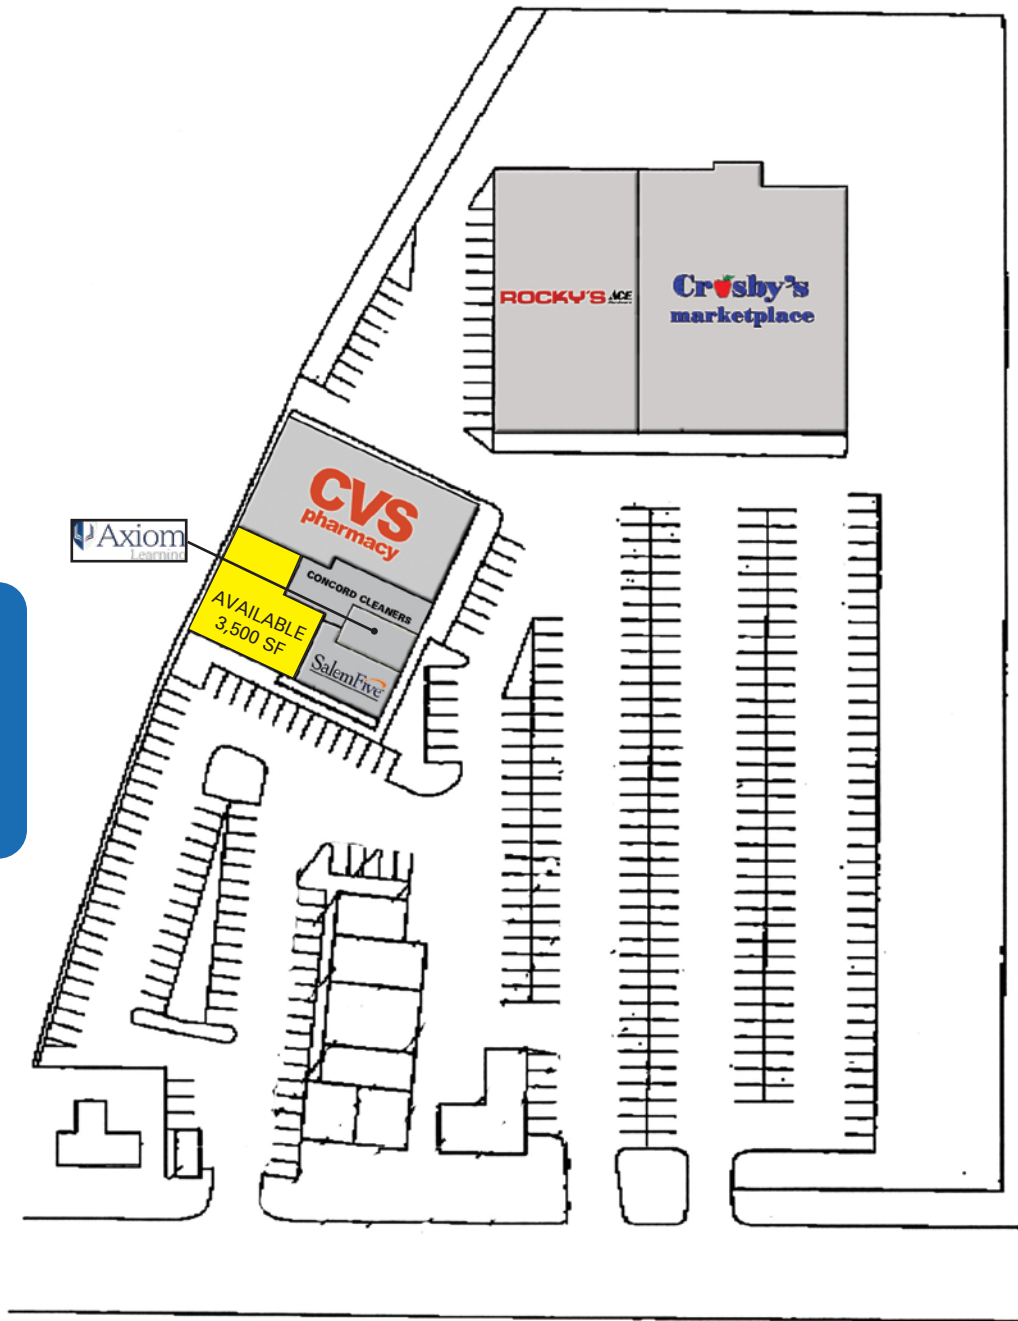 ROCKY'S ACE
Crosby's
marketplace
CVS
pharmacy
Axiom
Learning
CONCORD CLEANERS
AVAILABLE
3,500 SF
SalemFive